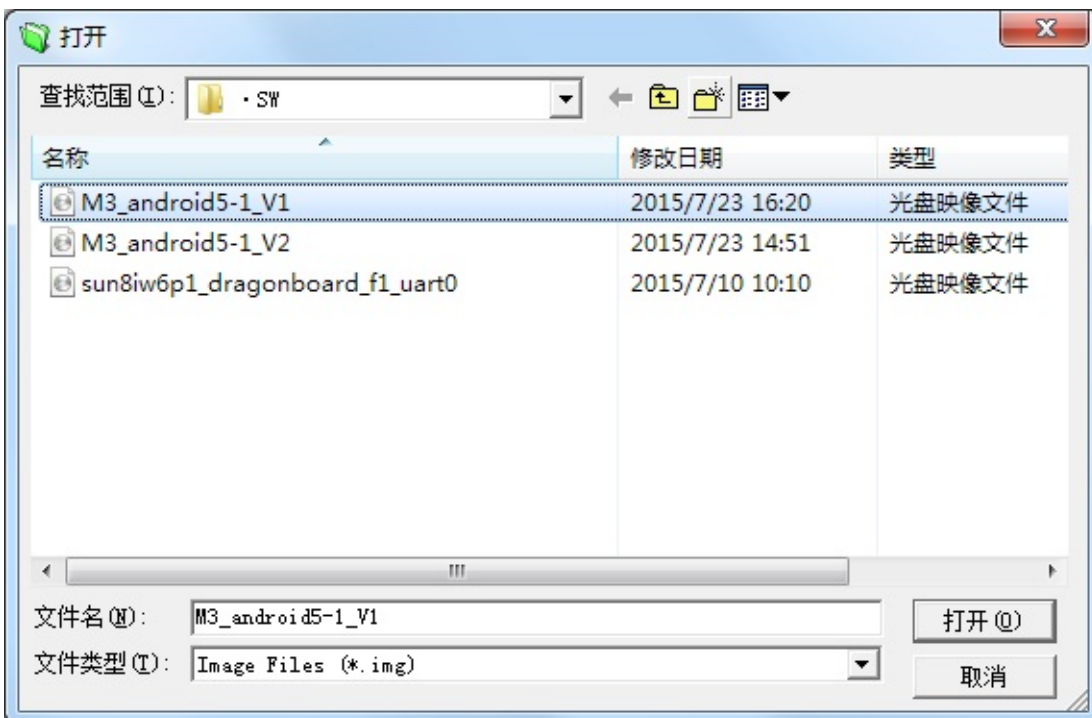 打开
查找范围(I): ·SW
名称 修改日期 类型
M3_android5-1_V1 2015/7/23 16:20 光盘映像文件
M3_android5-1_V2 2015/7/23 14:51 光盘映像文件
sun8iw6p1_dragonboard_f1_uart0 2015/7/10 10:10 光盘映像文件
文件名(N): M3_android5-1_V1 打开(O)
文件类型(T): Image Files (*.img) 取消